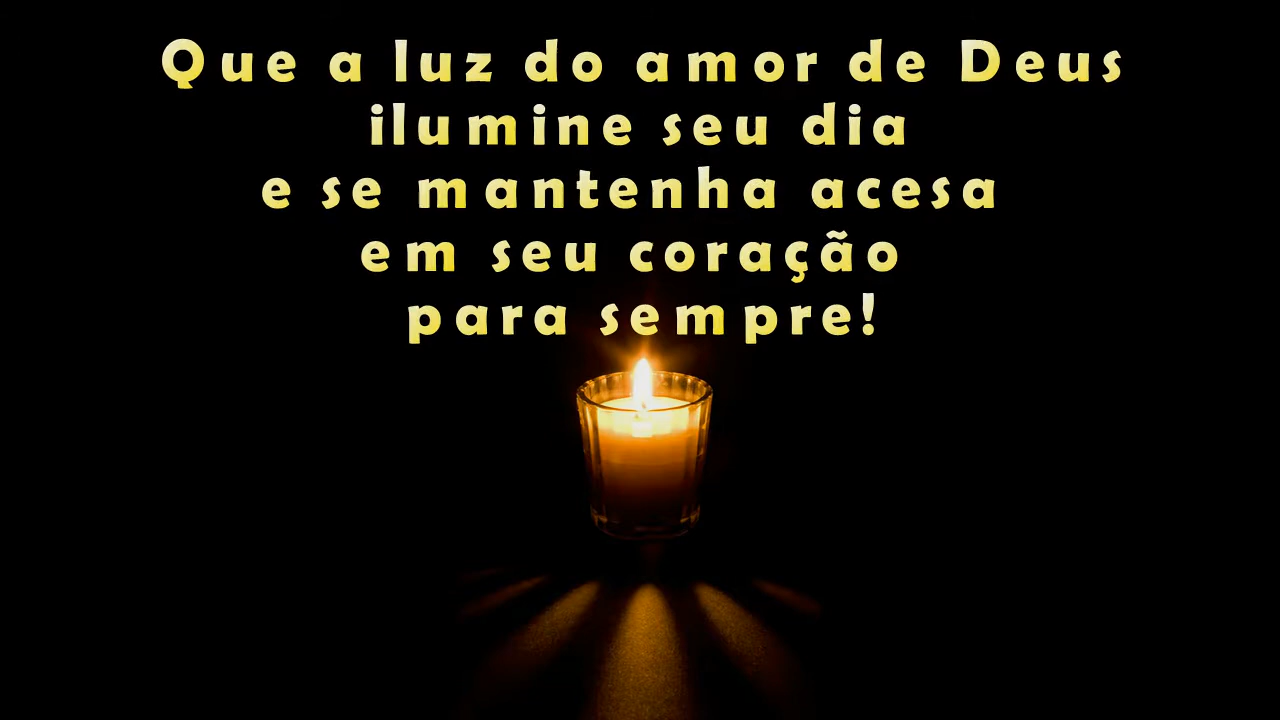 Que a luz do amor de Deus
ilumine seu dia
e se mantenha acesa
em seu coração
para sempre!